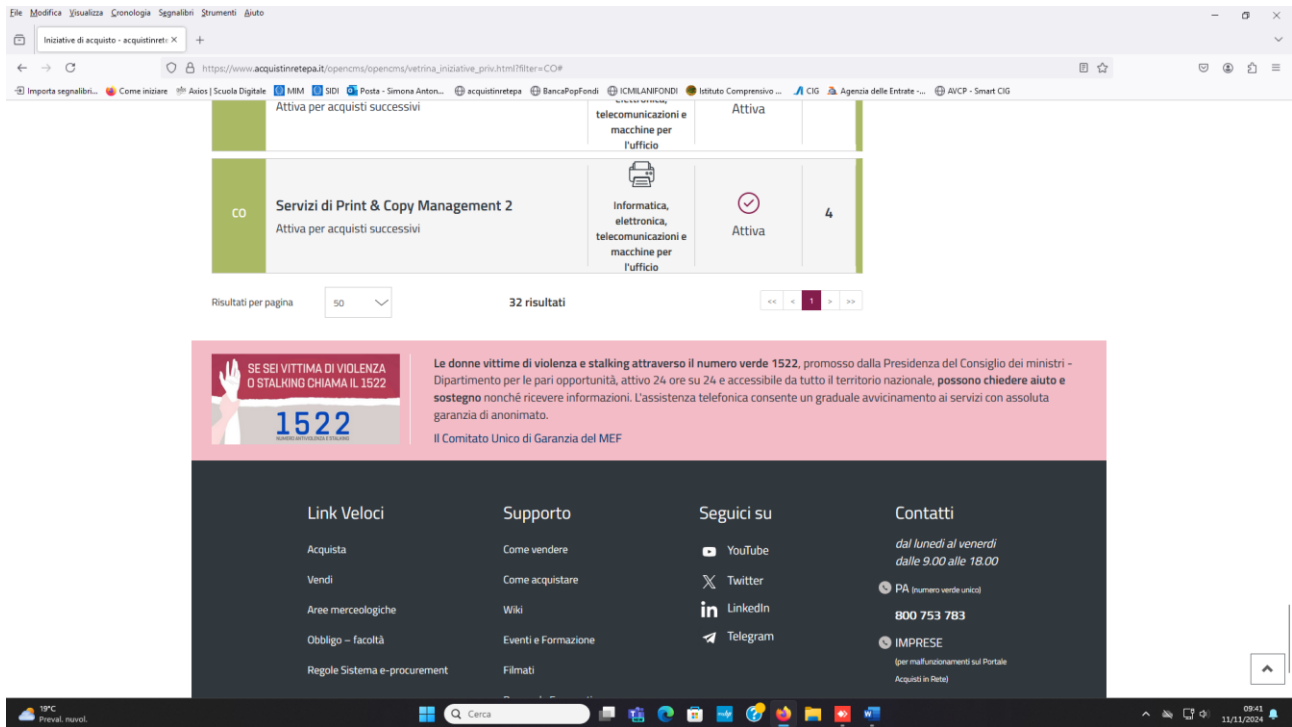 File Modifica Visualizza Cronologia Segnalibri Strumenti Aiuto
Iniziative di acquisto - acquistinrete
https://www.acquistinretepa.it/opencms/opencms/vetrina_iniziative_priv.html?filter=CO#
Importa segnalibri... Come iniziare Axios | Scuola Digitale MIM SIDI Posta - Simona Anton... acquistinretepa BancaPopFondi ICMILANIFONDI Istituto Comprensivo ... CIG Agenzia delle Entrate -... AVCP - Smart CIG
Attiva per acquisti successivi
elettronica,
telecomunicazioni e
macchine per
l'ufficio
Attiva
CO
Servizi di Print & Copy Management 2
Attiva per acquisti successivi
Informatica,
elettronica,
telecomunicazioni e
macchine per
l'ufficio
Attiva
4
Risultati per pagina 50 32 risultati << < 1 > >>
SE SEI VITTIMA DI VIOLENZA
O STALKING CHIAMA IL 1522
1522
NUMERO ANTIVIOLENZA E STALKING
Le donne vittime di violenza e stalking attraverso il numero verde 1522, promosso dalla Presidenza del Consiglio dei ministri -
Dipartimento per le pari opportunità, attivo 24 ore su 24 e accessibile da tutto il territorio nazionale, possono chiedere aiuto e
sostegno nonché ricevere informazioni. L'assistenza telefonica consente un graduale avvicinamento ai servizi con assoluta
garanzia di anonimato.
Il Comitato Unico di Garanzia del MEF
Link Veloci
Acquista
Vendi
Aree merceologiche
Obbligo – facoltà
Regole Sistema e-procurement
Supporto
Come vendere
Come acquistare
Wiki
Eventi e Formazione
Filmati
Seguici su
YouTube
Twitter
LinkedIn
Telegram
Contatti
dal lunedì al venerdì
dalle 9.00 alle 18.00
PA (numero verde unico)
800 753 783
IMPRESE
(per malfunzionamenti sul Portale
Acquisti in Rete)
19°C
Preval. nuvol.
Cerca
09:41
11/11/2024